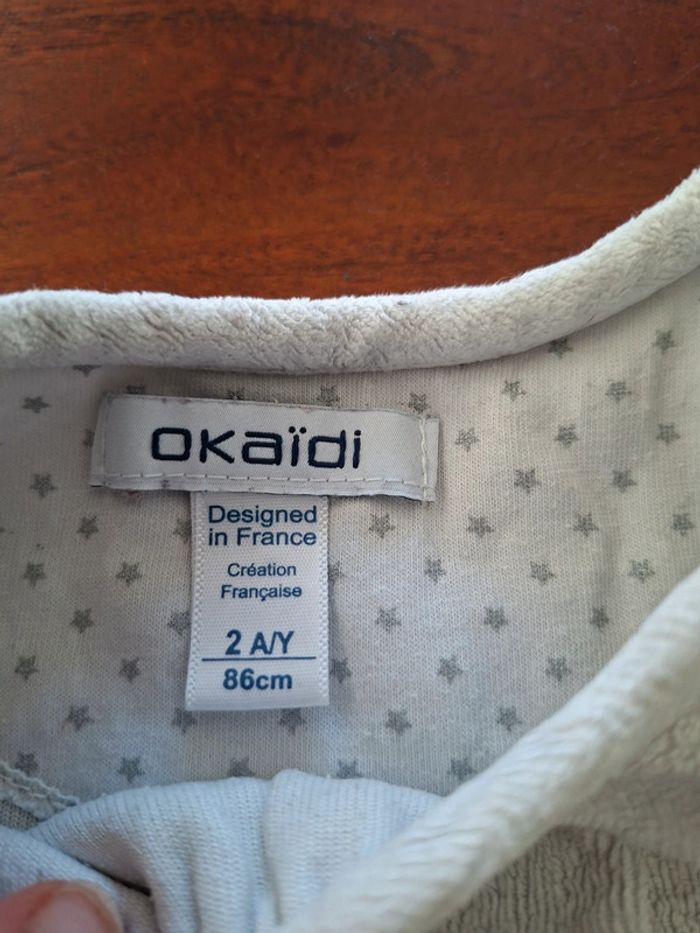 okaïdi
Designed
in France
Création
Française
2 A/Y
86cm